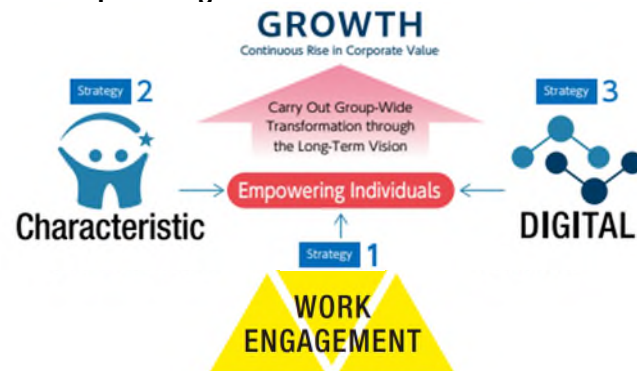 GROWTH
Continuous Rise in Corporate Value
Strategy 2
Strategy 3
Carry Out Group-Wide
Transformation through
the Long-Term Vision
Empowering Individuals
Characteristic
DIGITAL
Strategy 1
WORK
ENGAGEMENT